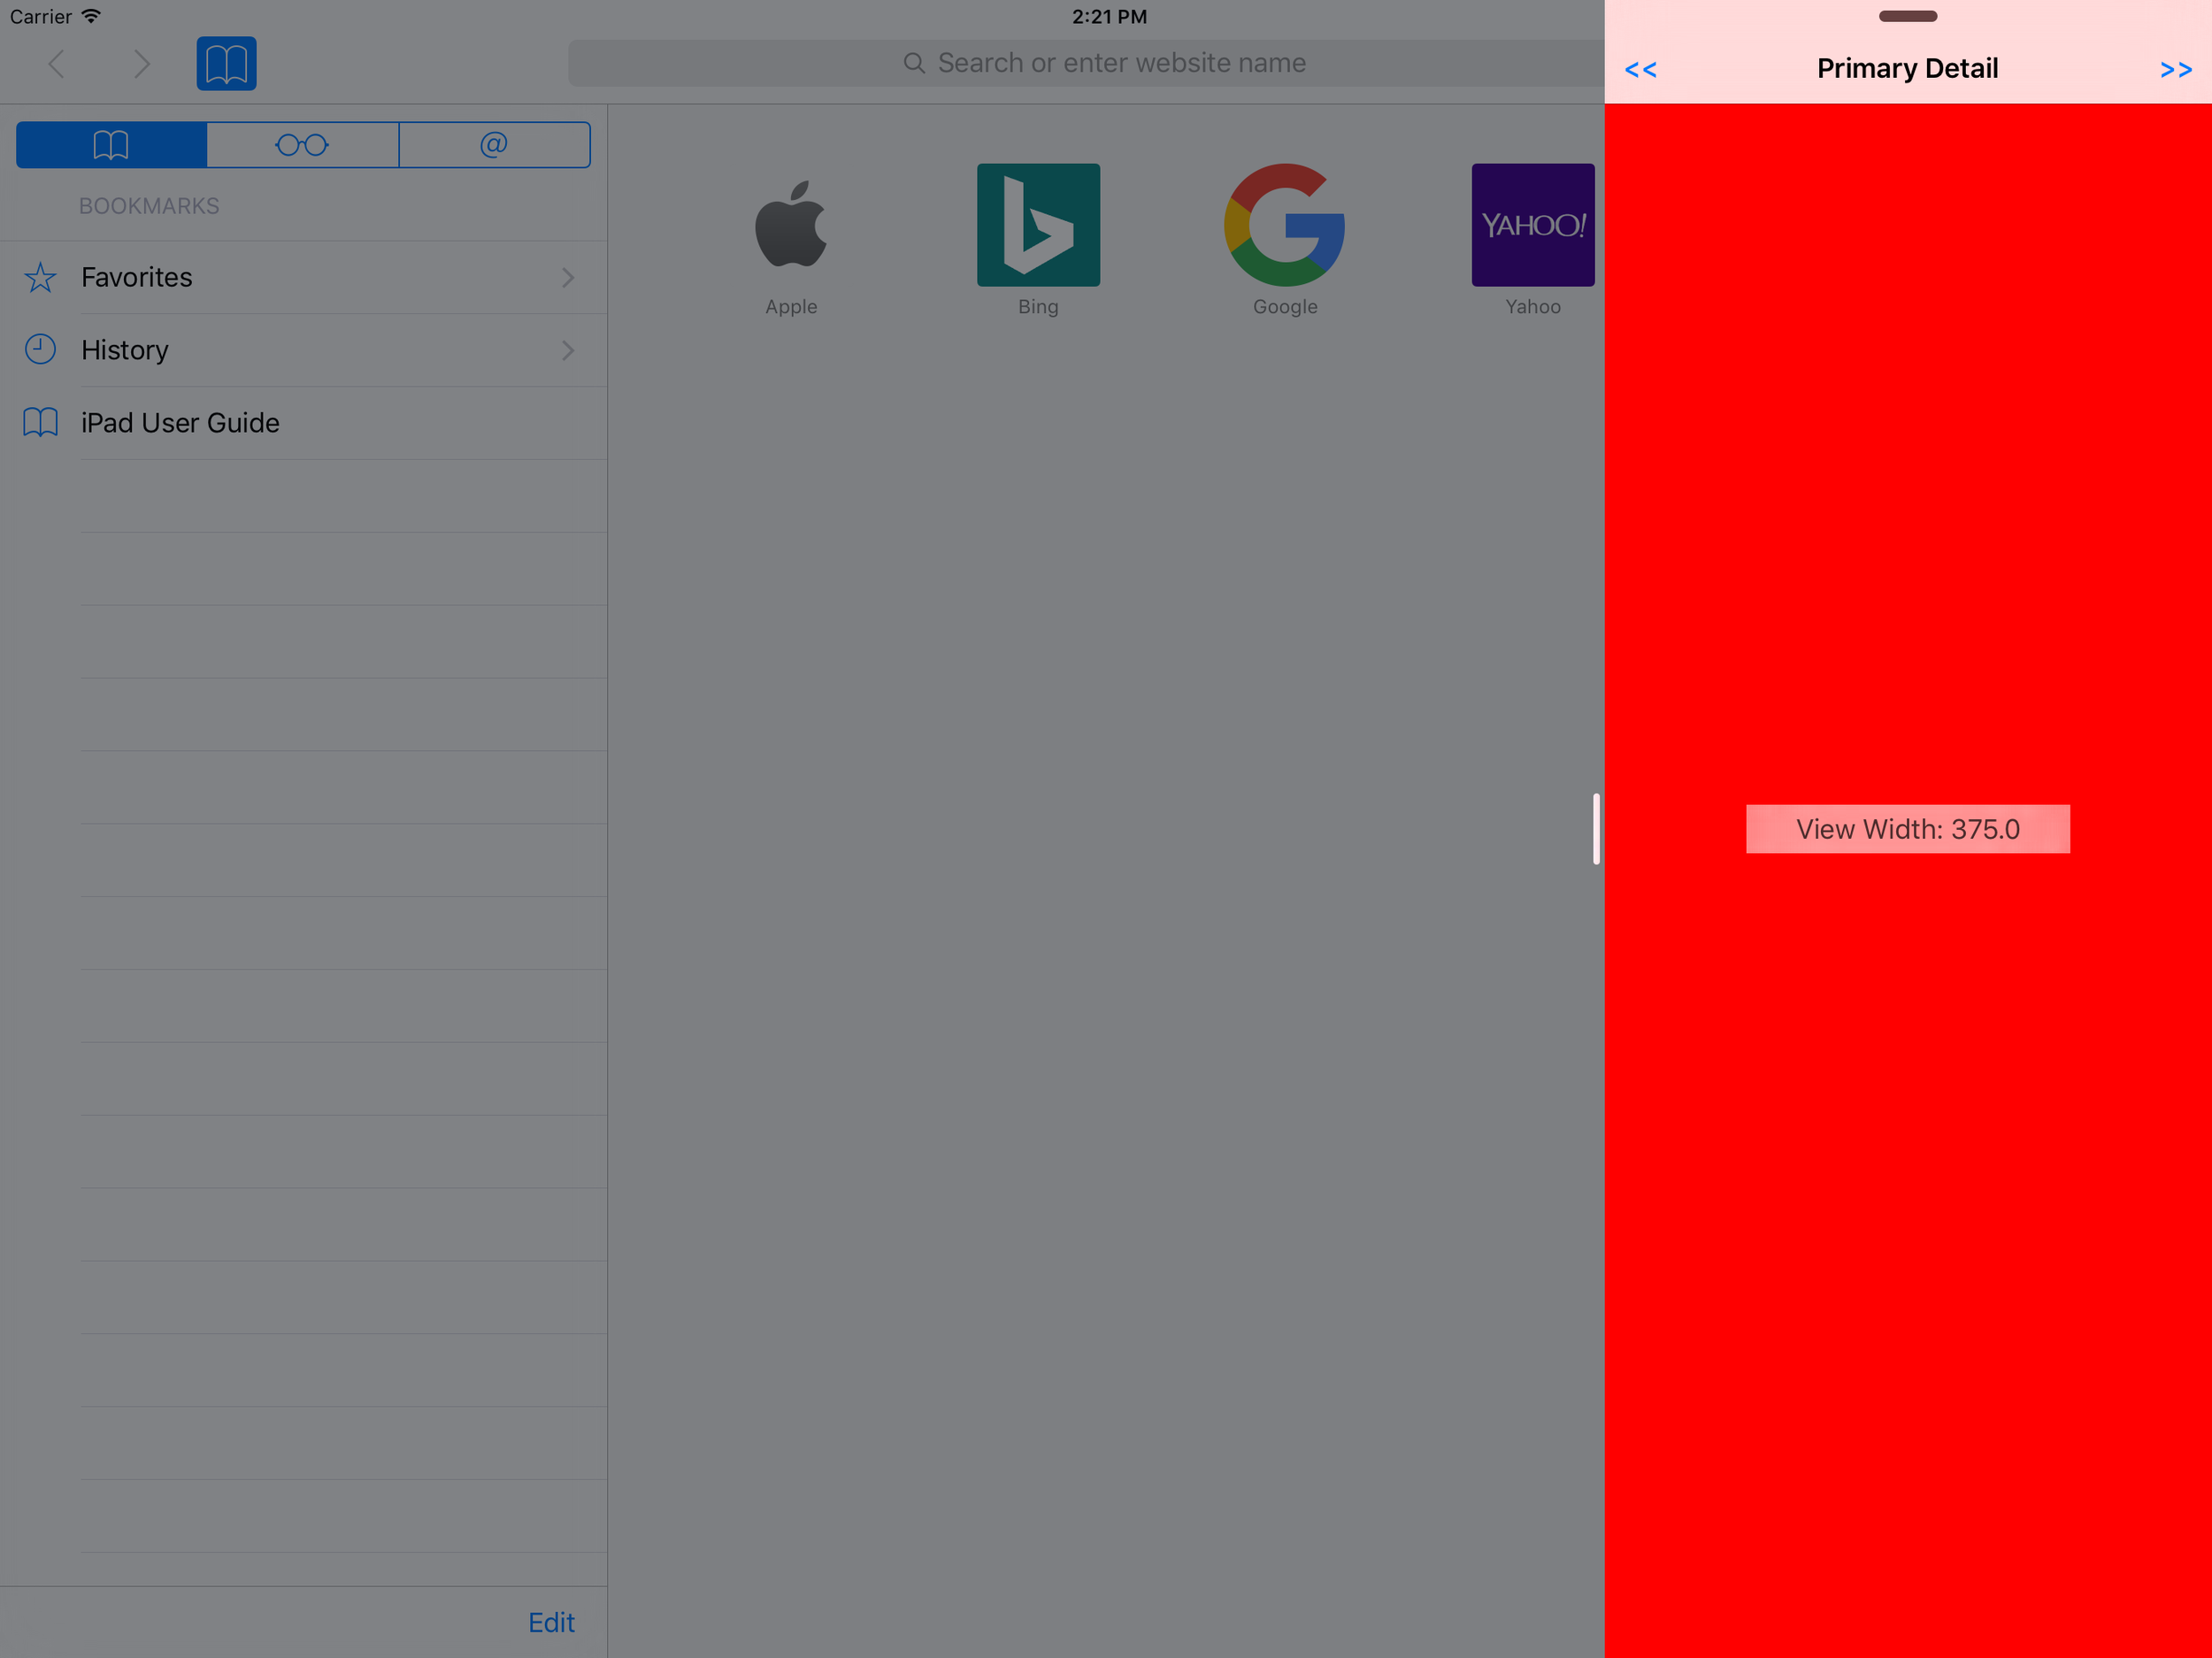 Carrier
2:21 PM
Search or enter website name
<< Primary Detail >>
@
BOOKMARKS
Favorites
History
iPad User Guide
YAHOO!
Apple Bing Google Yahoo
View Width: 375.0
Edit